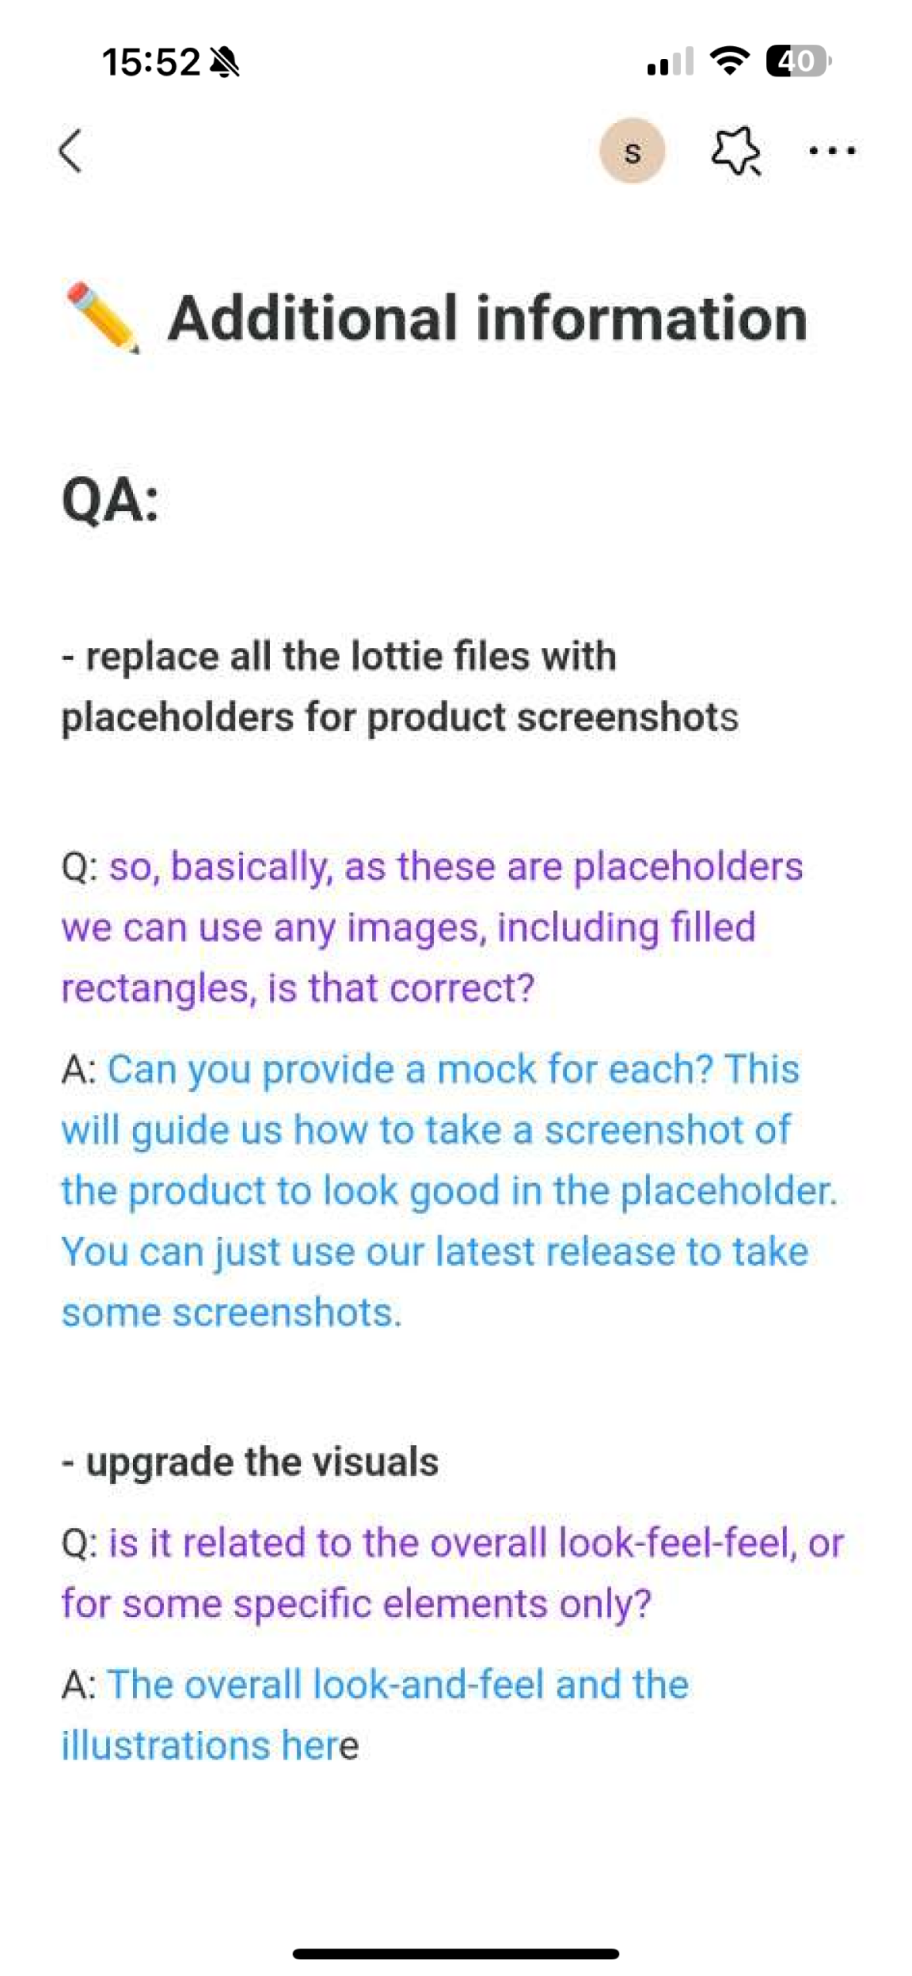 15:52
40
S
Additional information
QA:
- replace all the lottie files with
placeholders for product screenshots
Q: so, basically, as these are placeholders
we can use any images, including filled
rectangles, is that correct?
A: Can you provide a mock for each? This
will guide us how to take a screenshot of
the product to look good in the placeholder.
You can just use our latest release to take
some screenshots.
- upgrade the visuals
Q: is it related to the overall look-feel-feel, or
for some specific elements only?
A: The overall look-and-feel and the
illustrations here